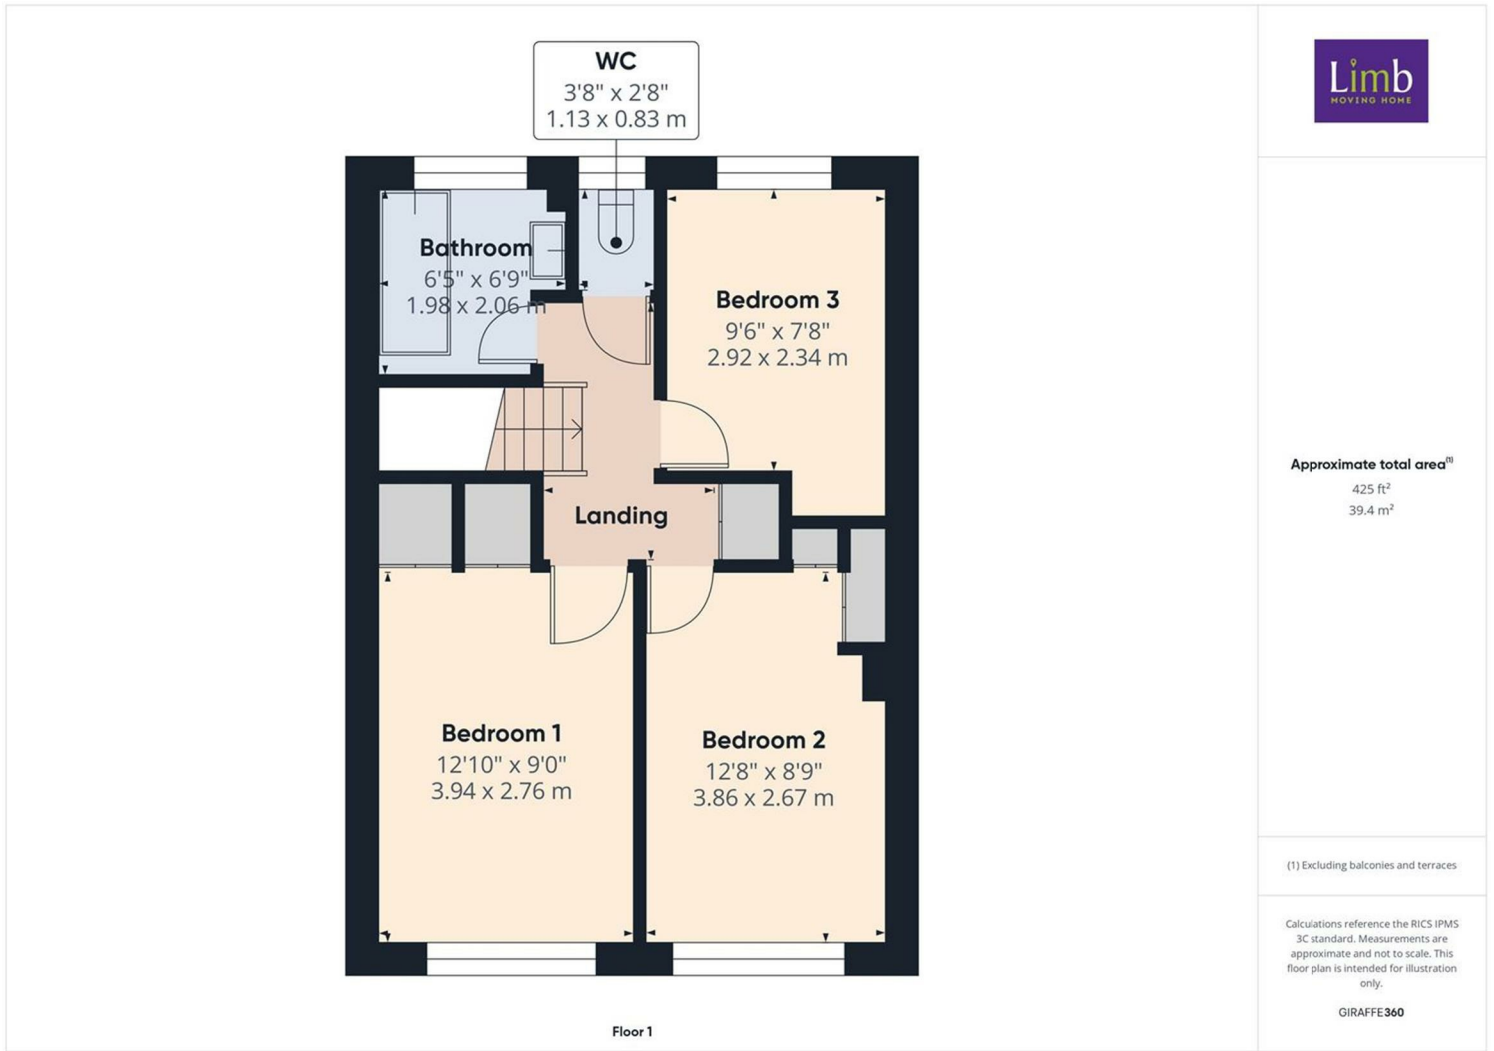 WC
3'8" x 2'8"
1.13 x 0.83 m
Limb
MOVING HOME
Bathroom
6'5" x 6'9"
1.98 x 2.06 m
Bedroom 3
9'6" x 7'8"
2.92 x 2.34 m
Landing
Approximate total area(1)
425 ft²
39.4 m²
Bedroom 1
12'10" x 9'0"
3.94 x 2.76 m
Bedroom 2
12'8" x 8'9"
3.86 x 2.67 m
(1) Excluding balconies and terraces
Calculations reference the RICS IPMS
3C standard. Measurements are
approximate and not to scale. This
floor plan is intended for illustration
only.
GIRAFFE360
Floor 1